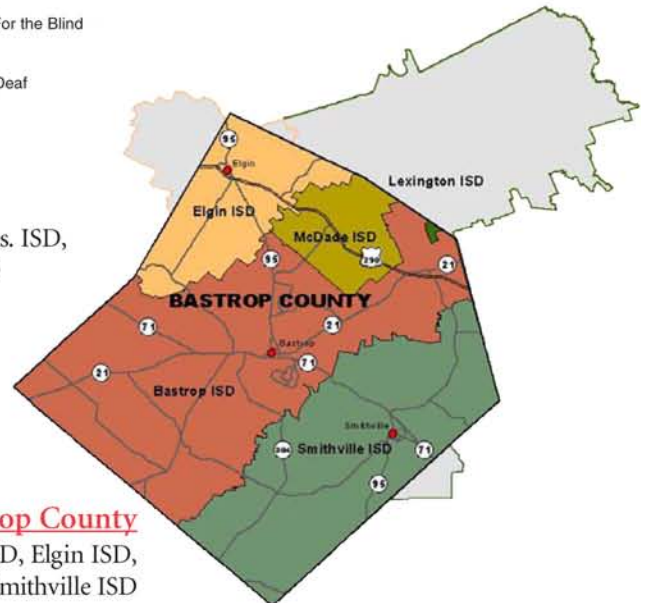 For the Blind
Deaf
s. ISD,
95
Elgin
Elgin ISD
Lexington ISD
McDade ISD
95
290
21
BASTROP COUNTY
71
21
Bastrop
71
21
Bastrop ISD
Smithville
304
Smithville ISD
71
95
op County
D, Elgin ISD,
mithville ISD